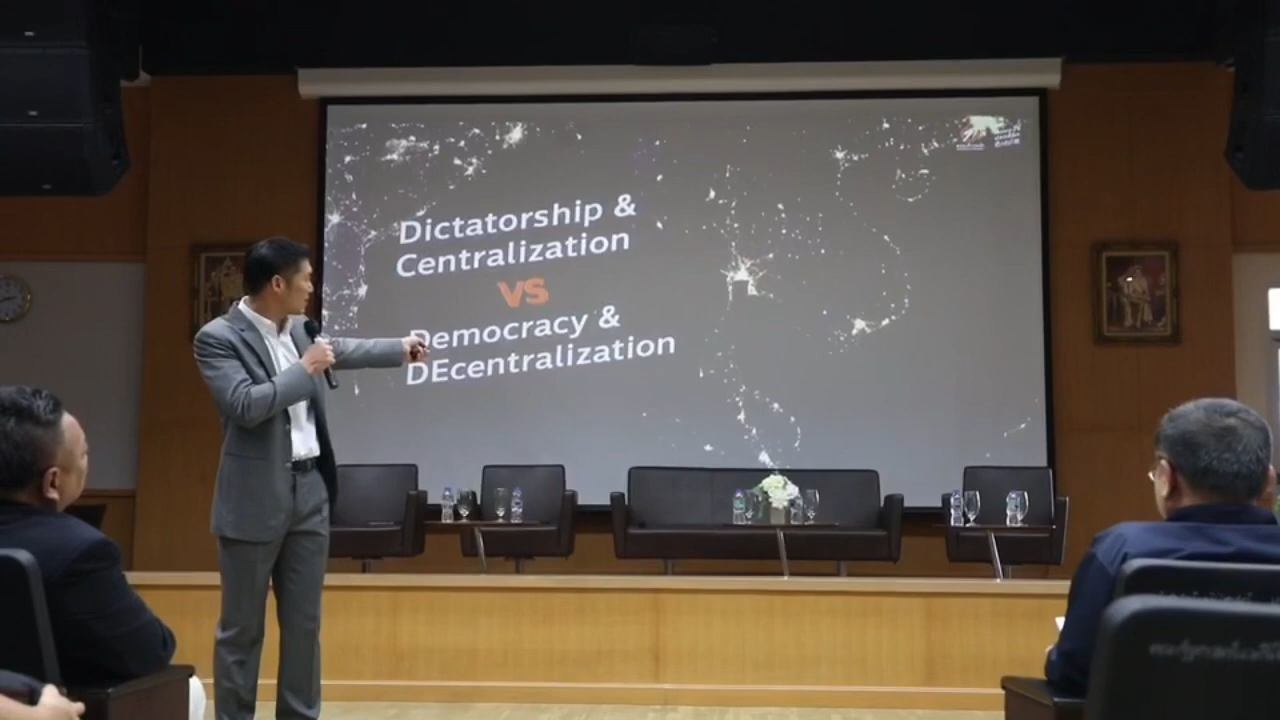 Dictatorship &
Centralization
VS
Democracy &
DEcentralization